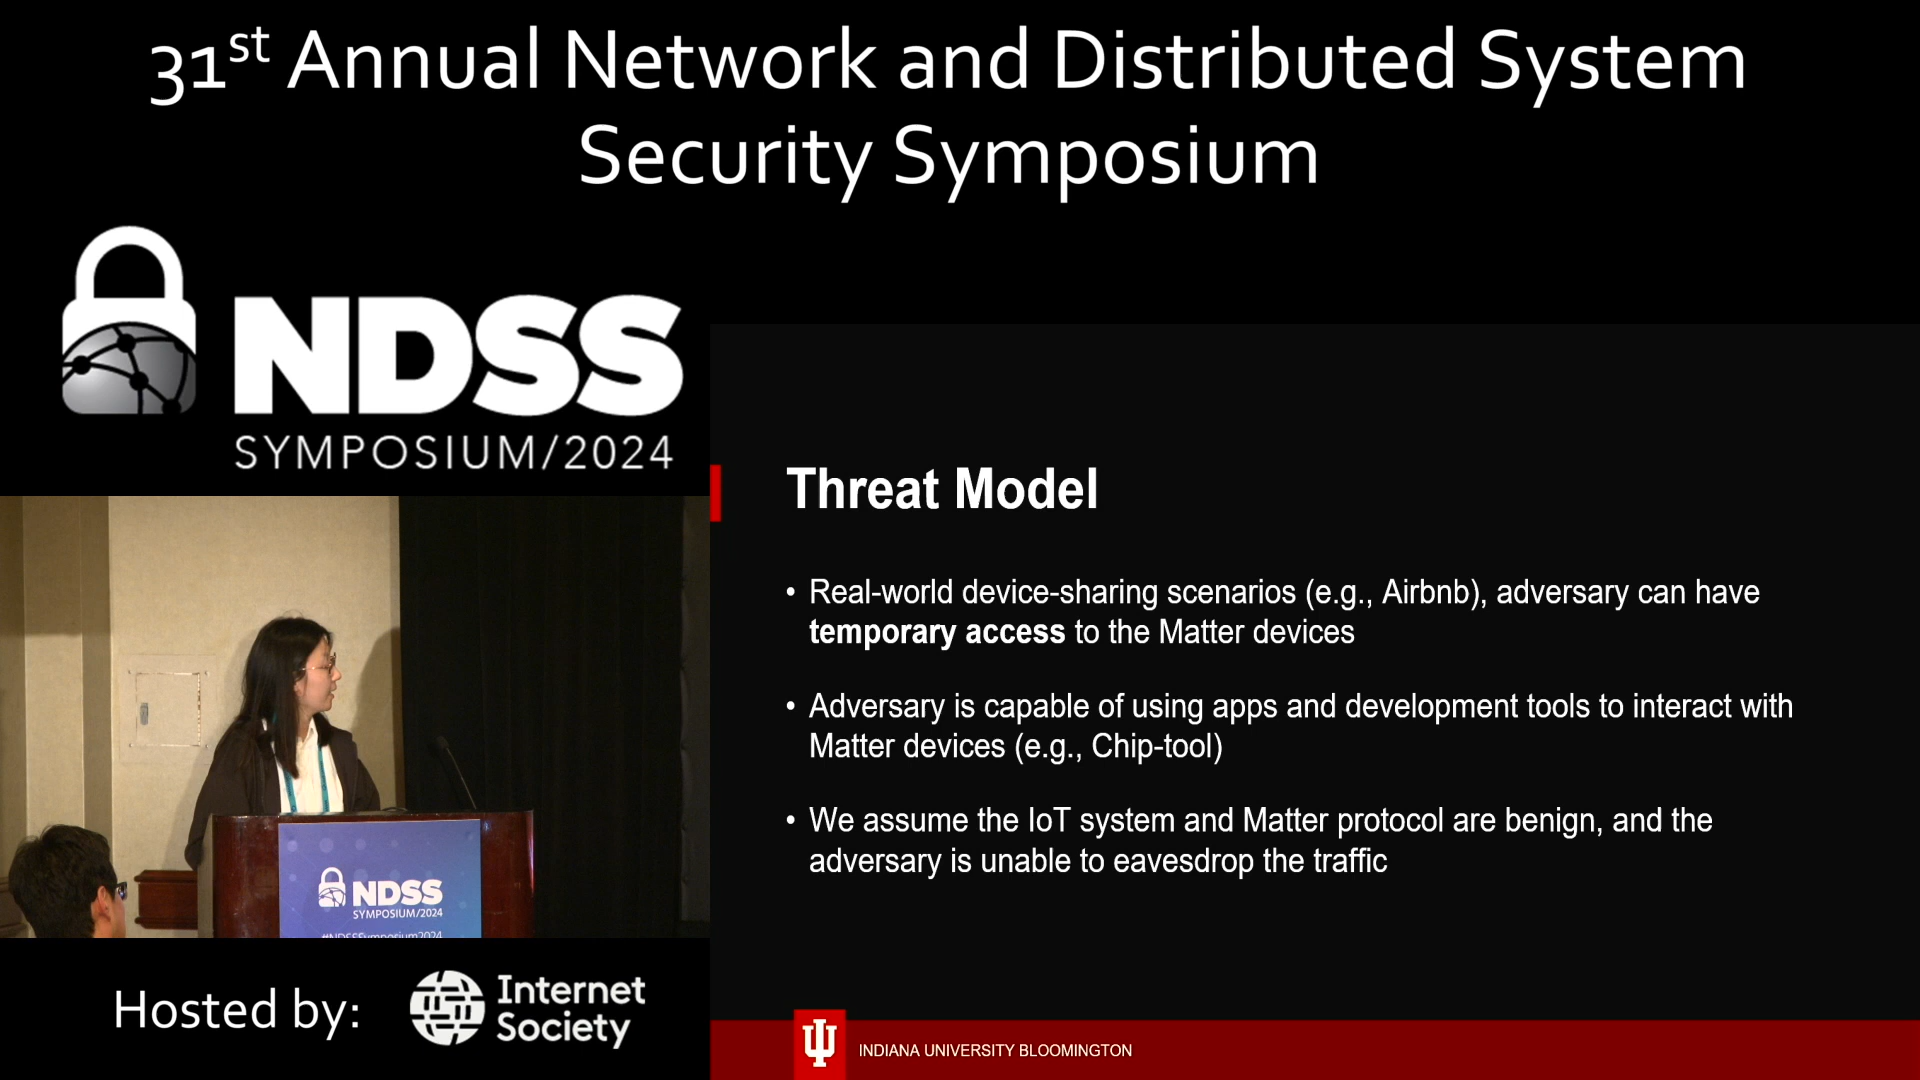 31st Annual Network and Distributed System
Security Symposium
NDSS
SYMPOSIUM/2024
Threat Model
• Real-world device-sharing scenarios (e.g., Airbnb), adversary can have
temporary access to the Matter devices
• Adversary is capable of using apps and development tools to interact with
Matter devices (e.g., Chip-tool)
• We assume the IoT system and Matter protocol are benign, and the
adversary is unable to eavesdrop the traffic
NDSS
SYMPOSIUM/2024
#NDSSSymposium2024
Hosted by:
Internet
Society
INDIANA UNIVERSITY BLOOMINGTON